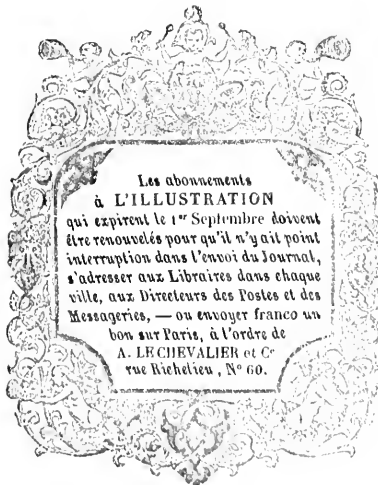 Les abonnements
à L'ILLUSTRATION
qui expirent le 1er Septembre doivent
être renouvelés pour qu'il n'y ait point
interruption dans l'envoi du Journal,
s'adresser aux Libraires dans chaque
ville, aux Directeurs des Postes et des
Messageries, — ou envoyer franco un
bon sur Paris, à l'ordre de
A. LECHEVALIER et Ce
rue Richelieu, N° 60.